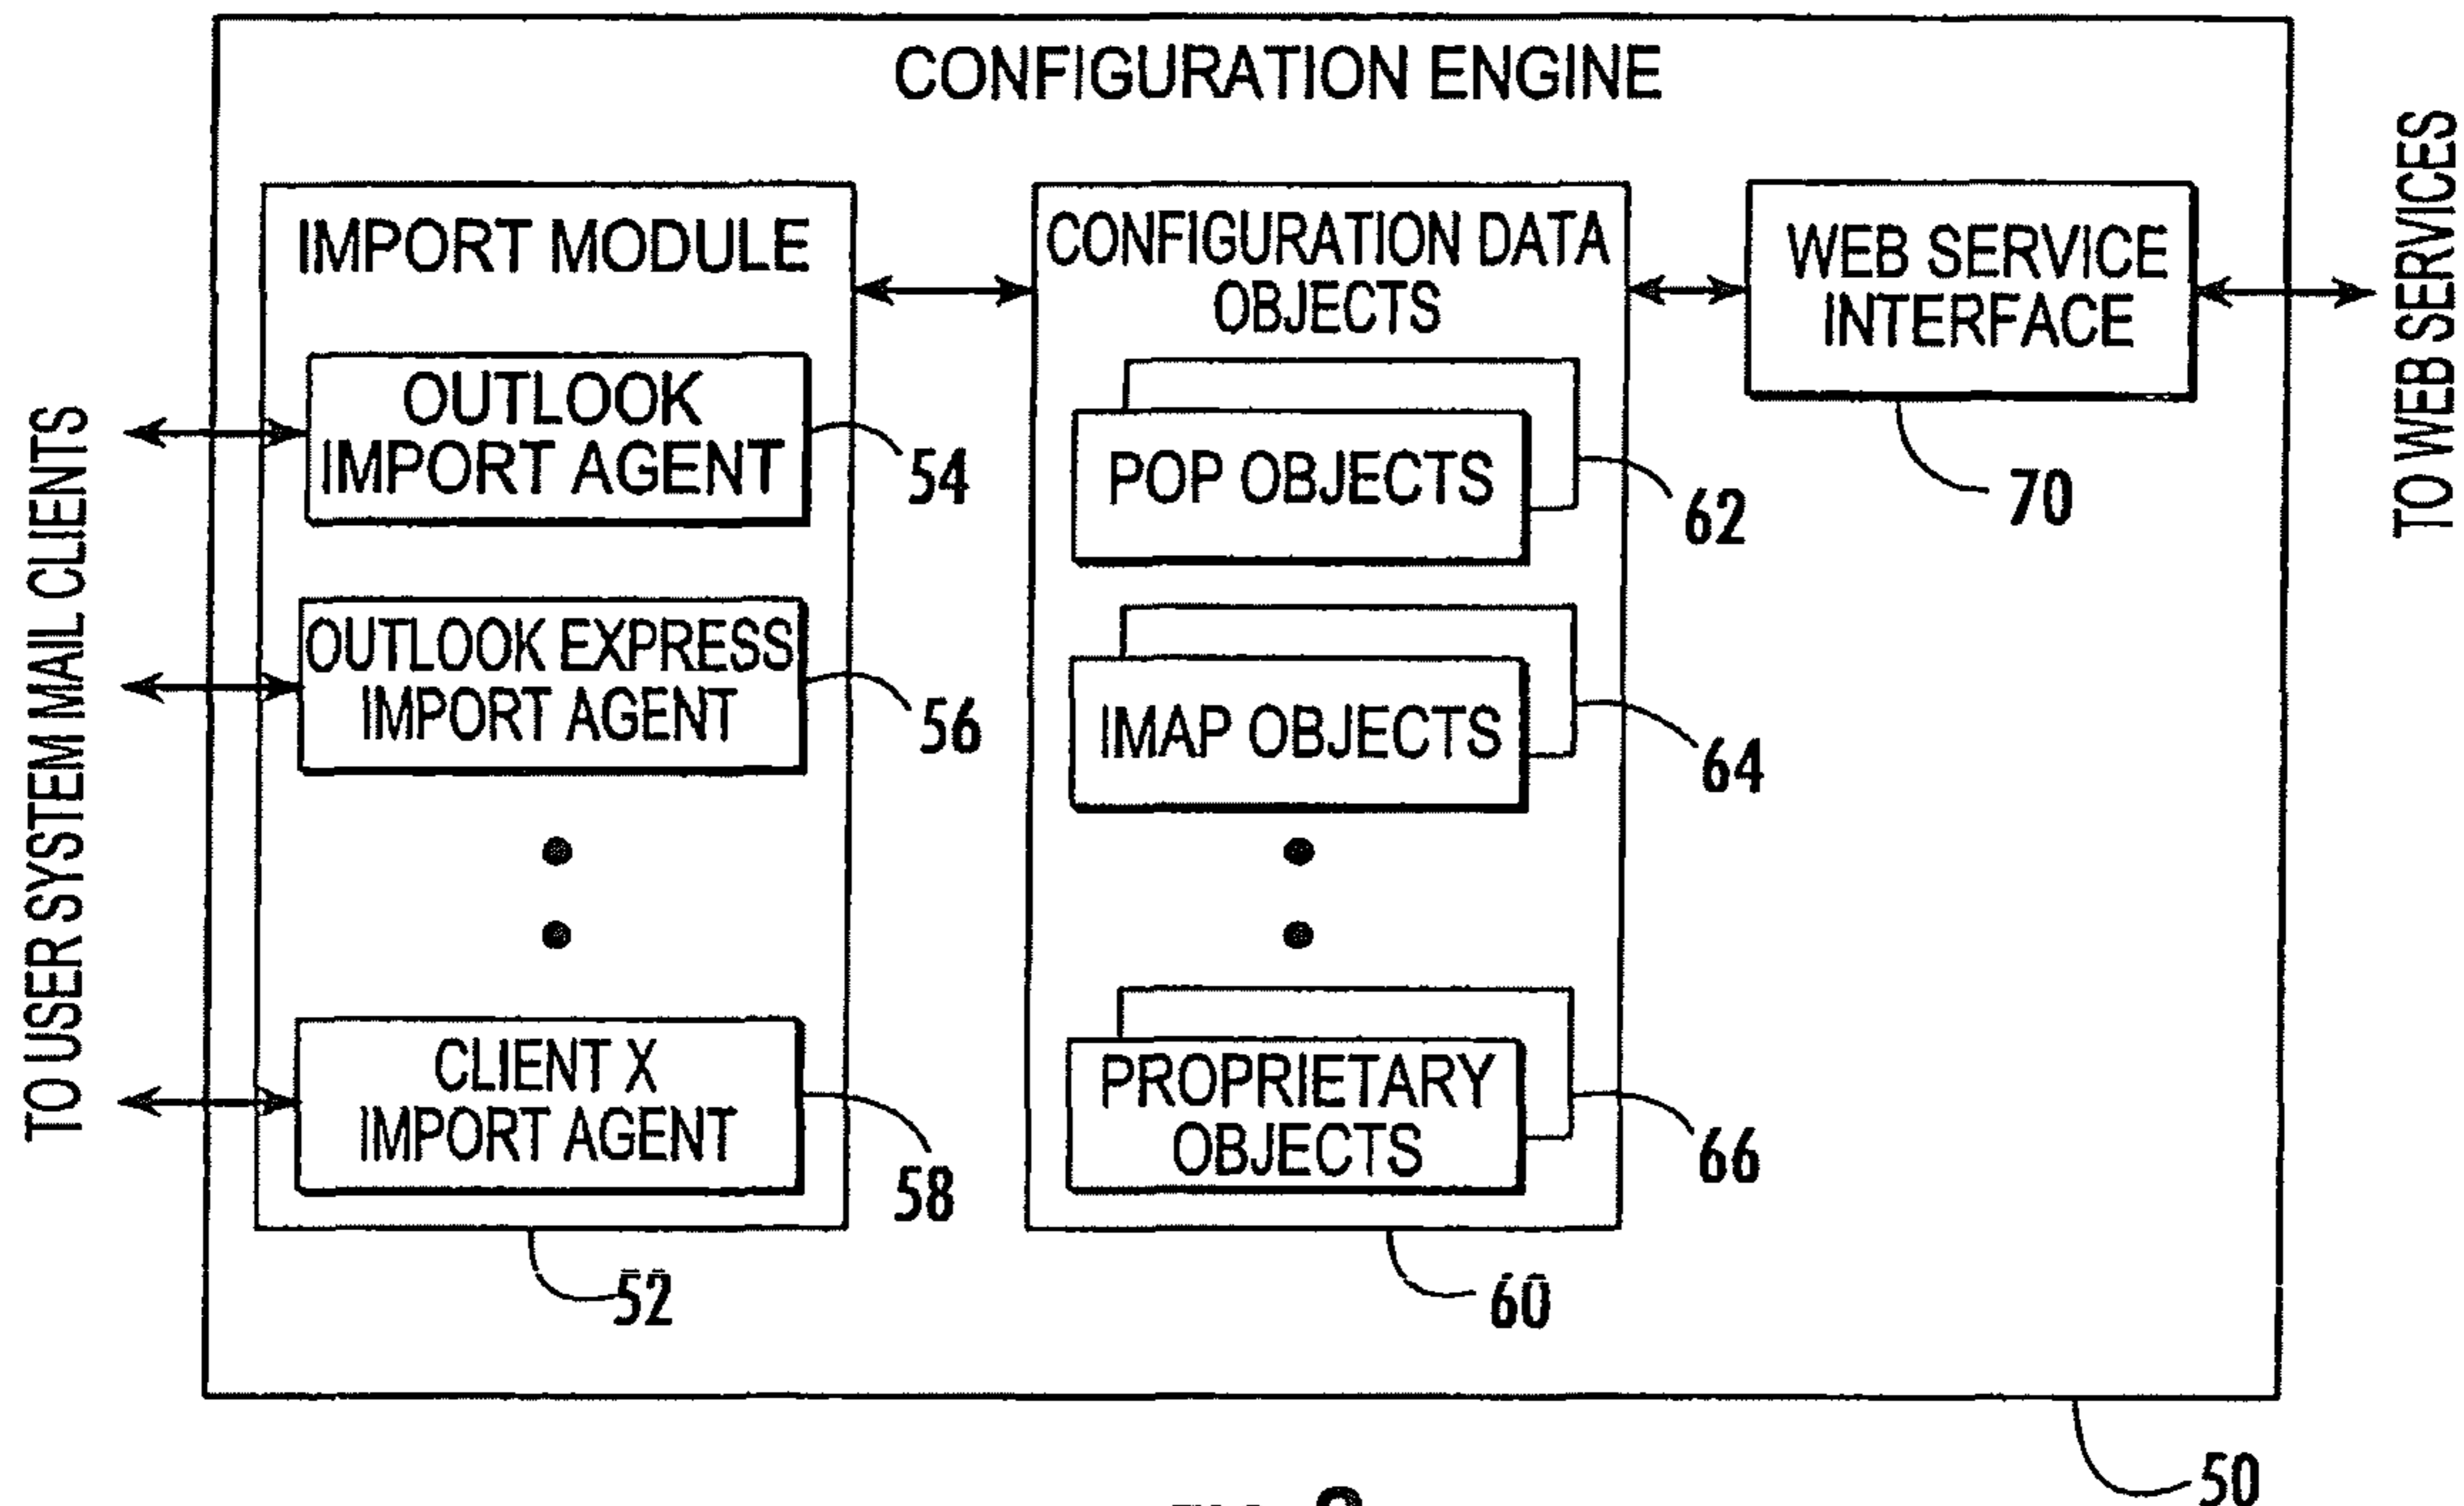 CONFIGURATION ENGINE
IMPORT MODULE
OUTLOOK
IMPORT AGENT
54
OUTLOOK EXPRESS
IMPORT AGENT
56
CLIENT X
IMPORT AGENT
58
52
CONFIGURATION DATA
OBJECTS
POP OBJECTS
62
IMAP OBJECTS
64
PROPRIETARY
OBJECTS
66
60
WEB SERVICE
INTERFACE
70
TO USER SYSTEM MAIL CLIENTS
TO WEB SERVICES
50